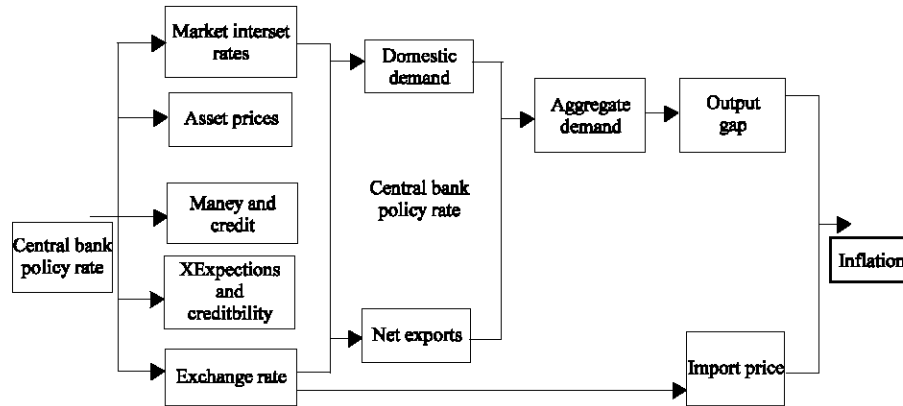 Market interset
rates
Asset prices
Maney and
credit
Central bank
policy rate
XExpections and
creditbility
Exchange rate
Domestic
demand
Central bank
policy rate
Net exports
Aggregate
demand
Output
gap
Inflation
Import price